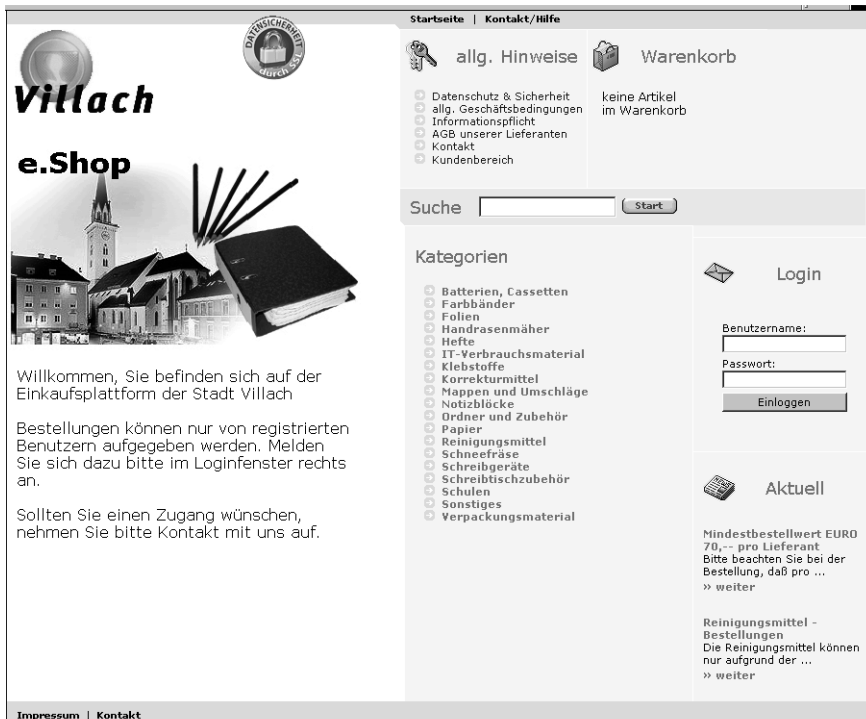 Startseite | Kontakt/Hilfe
DATENSICHERHEIT
durch SSL
Villach
e.Shop
Willkommen, Sie befinden sich auf der
Einkaufsplattform der Stadt Villach
Bestellungen können nur von registrierten
Benutzern aufgegeben werden. Melden
Sie sich dazu bitte im Loginfenster rechts
an.
Sollten Sie einen Zugang wünschen,
nehmen Sie bitte Kontakt mit uns auf.
allg. Hinweise
Datenschutz & Sicherheit
allg. Geschäftsbedingungen
Informationspflicht
AGB unserer Lieferanten
Kontakt
Kundenbereich
Warenkorb
keine Artikel
im Warenkorb
Suche
Start
Kategorien
Batterien, Cassetten
Farbbänder
Folien
Handrasenmäher
Hefte
IT-Verbrauchsmaterial
Klebstoffe
Korrekturmittel
Mappen und Umschläge
Notizblöcke
Ordner und Zubehör
Papier
Reinigungsmittel
Schneefräse
Schreibgeräte
Schreibtischzubehör
Schulen
Sonstiges
Verpackungsmaterial
Login
Benutzername:
Passwort:
Einloggen
Aktuell
Mindestbestellwert EURO
70,-- pro Lieferant
Bitte beachten Sie bei der
Bestellung, daß pro ...
» weiter
Reinigungsmittel -
Bestellungen
Die Reinigungsmittel können
nur aufgrund der ...
» weiter
Impressum | Kontakt